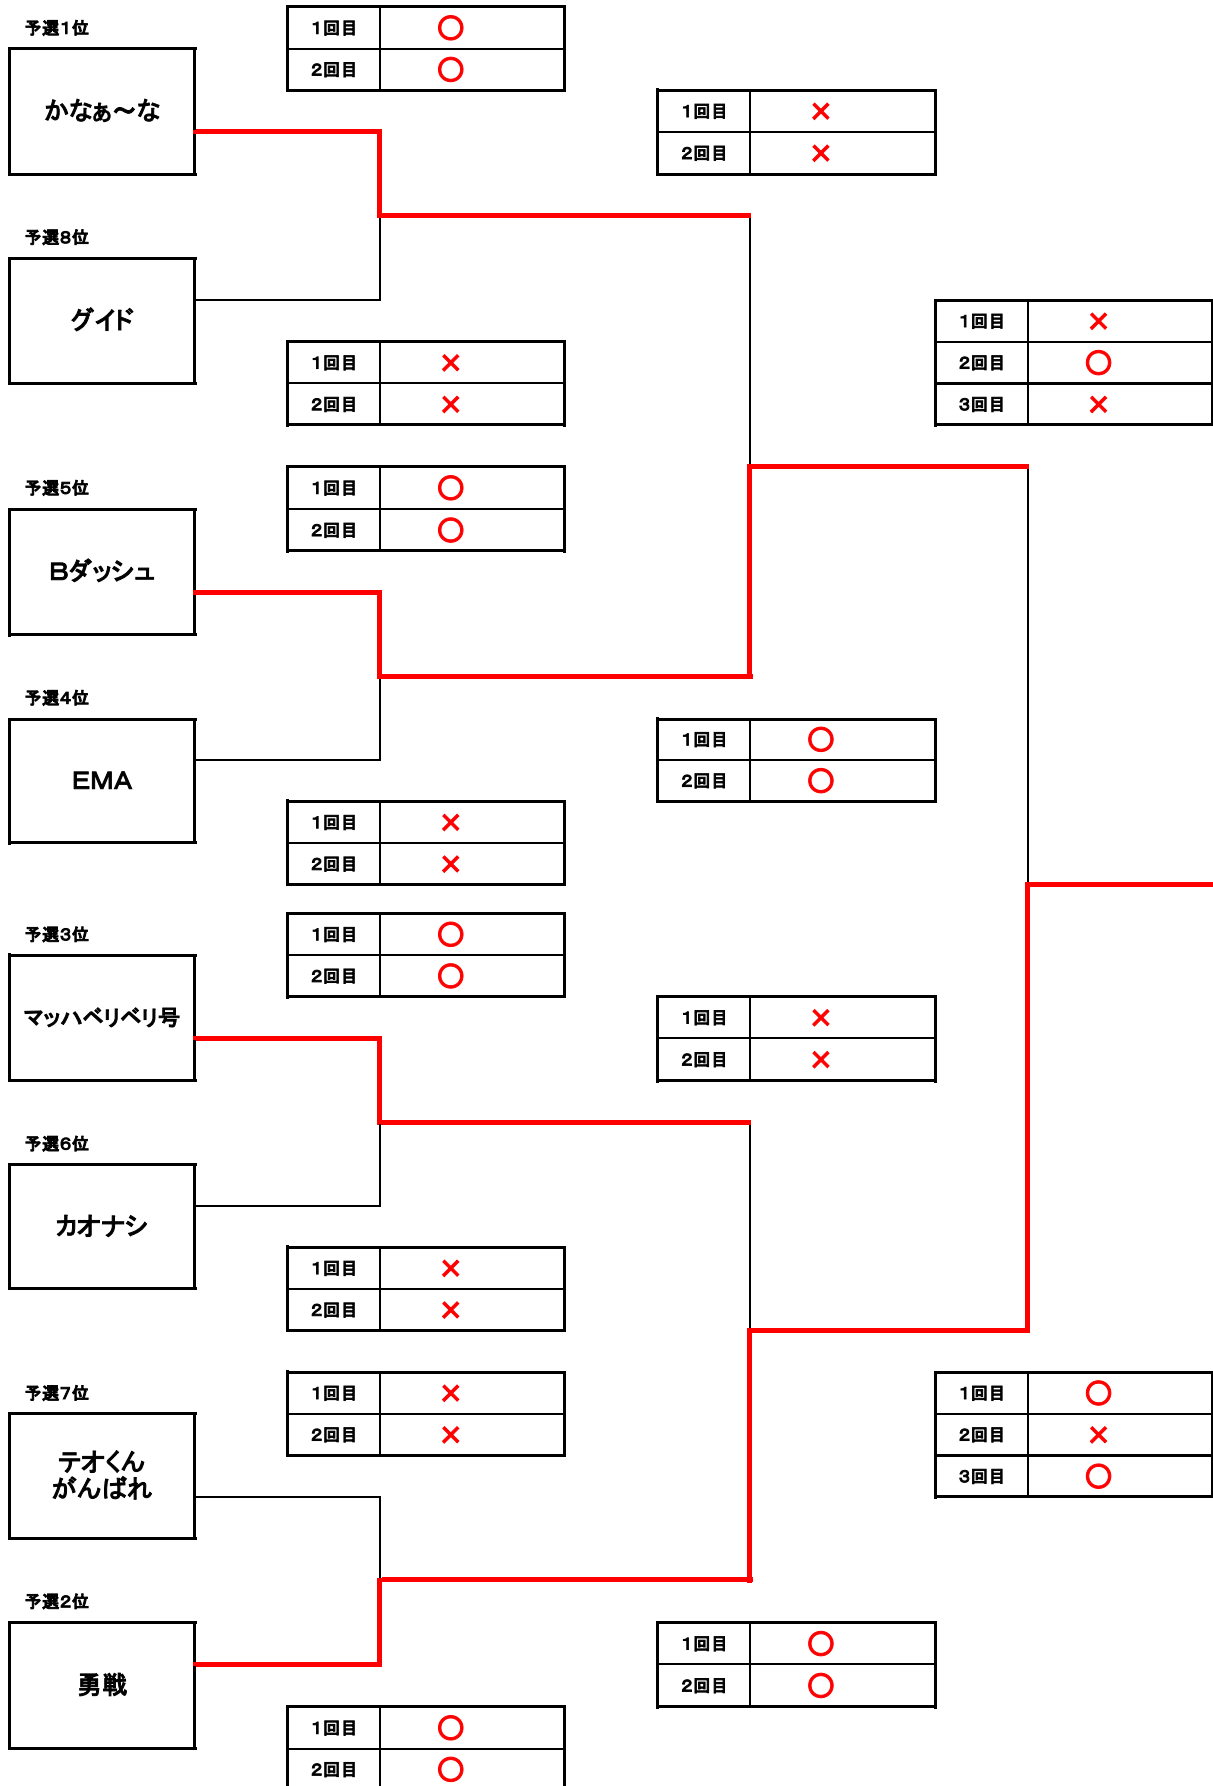 予選1位
1回目 ○
2回目 ○
かなぁ～な
1回目 ×
2回目 ×
予選8位
グイド
1回目 ×
2回目 ○
3回目 ×
1回目 ×
2回目 ×
予選5位
1回目 ○
2回目 ○
Bダッシュ
予選4位
EMA
1回目 ○
2回目 ○
1回目 ×
2回目 ×
予選3位
1回目 ○
2回目 ○
マッハベリベリ号
1回目 ×
2回目 ×
予選6位
カオナシ
1回目 ×
2回目 ×
予選7位
1回目 ×
2回目 ×
テオくん
がんばれ
1回目 ○
2回目 ×
3回目 ○
予選2位
勇戦
1回目 ○
2回目 ○
1回目 ○
2回目 ○